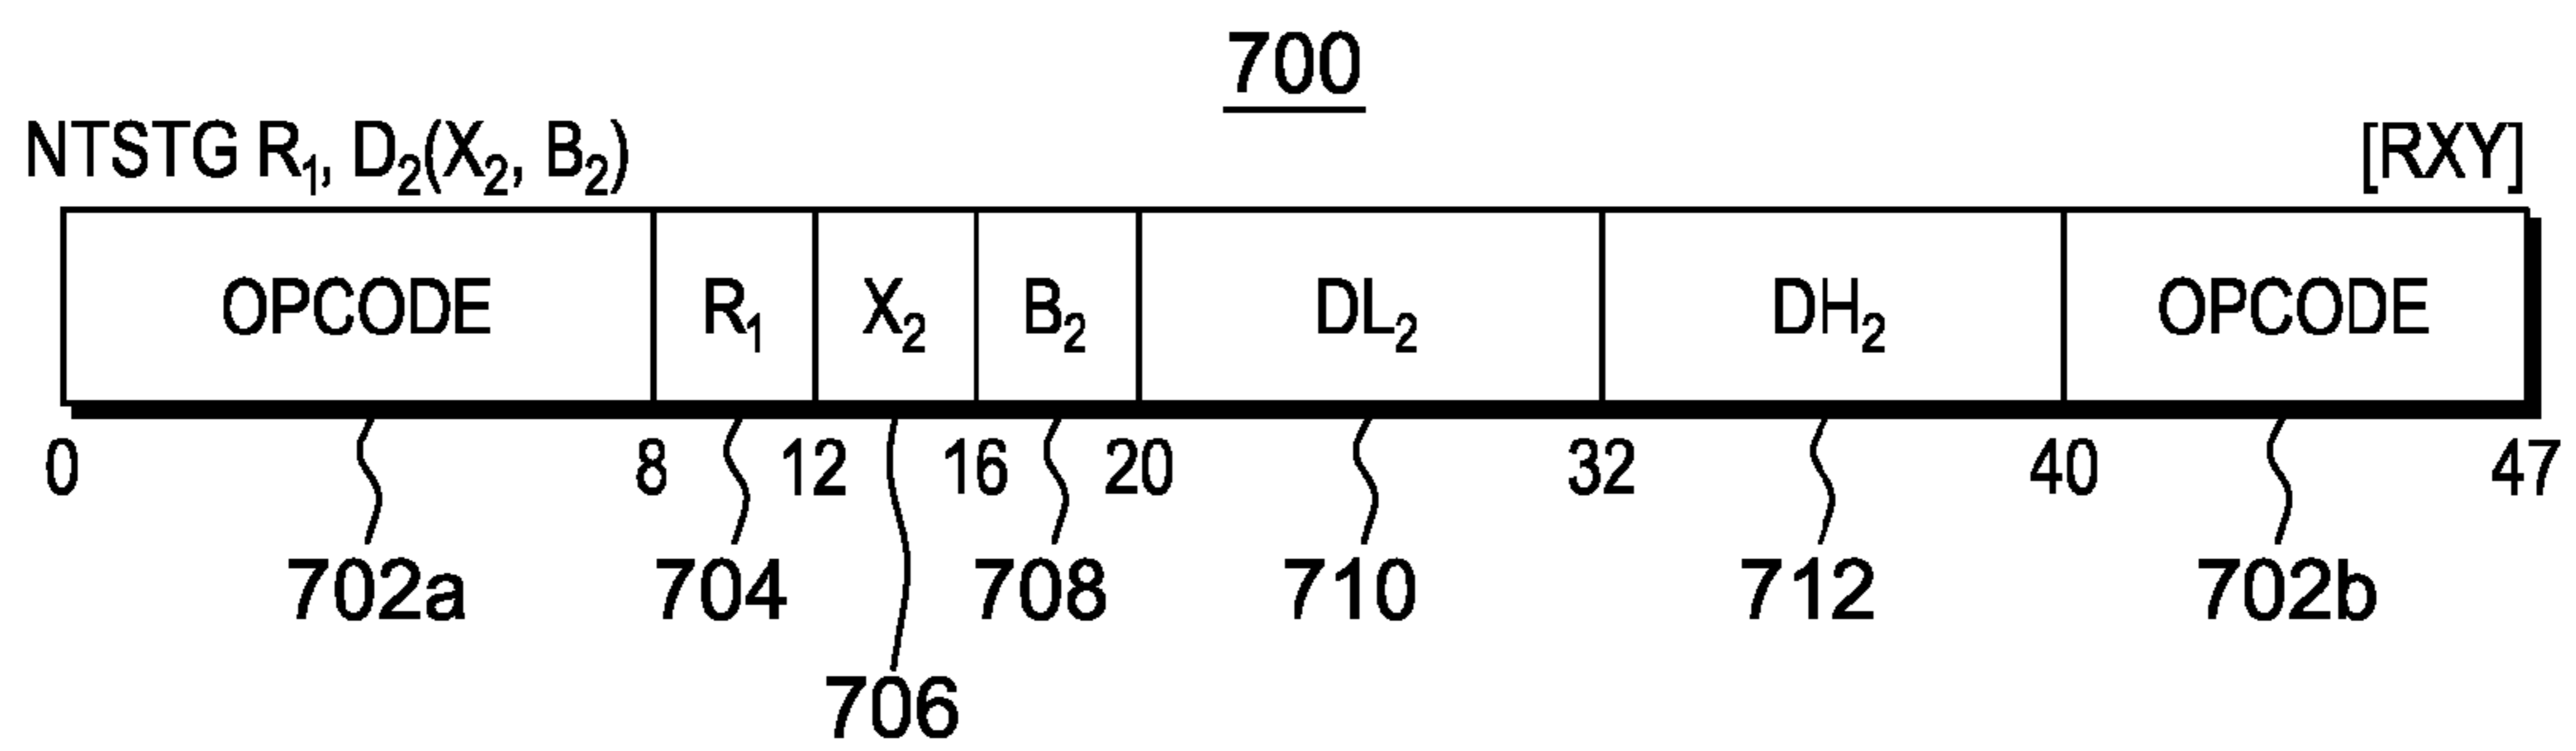 700
NTSTG R₁, D₂(X₂, B₂) [RXY]
OPCODE R₁ X₂ B₂ DL₂ DH₂ OPCODE
0 8 12 16 20 32 40 47
702a 704 708 710 712 702b
706